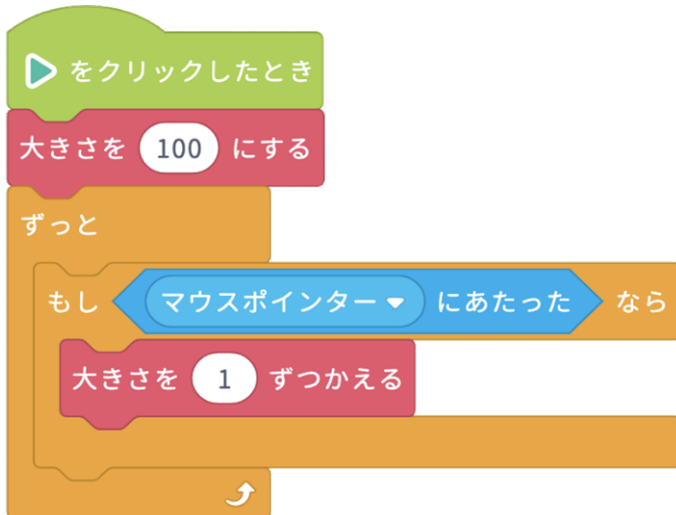 をクリックしたとき
大きさを 100 にする
ずっと
もし マウスポインター にあたった なら
大きさを 1 ずつかえる